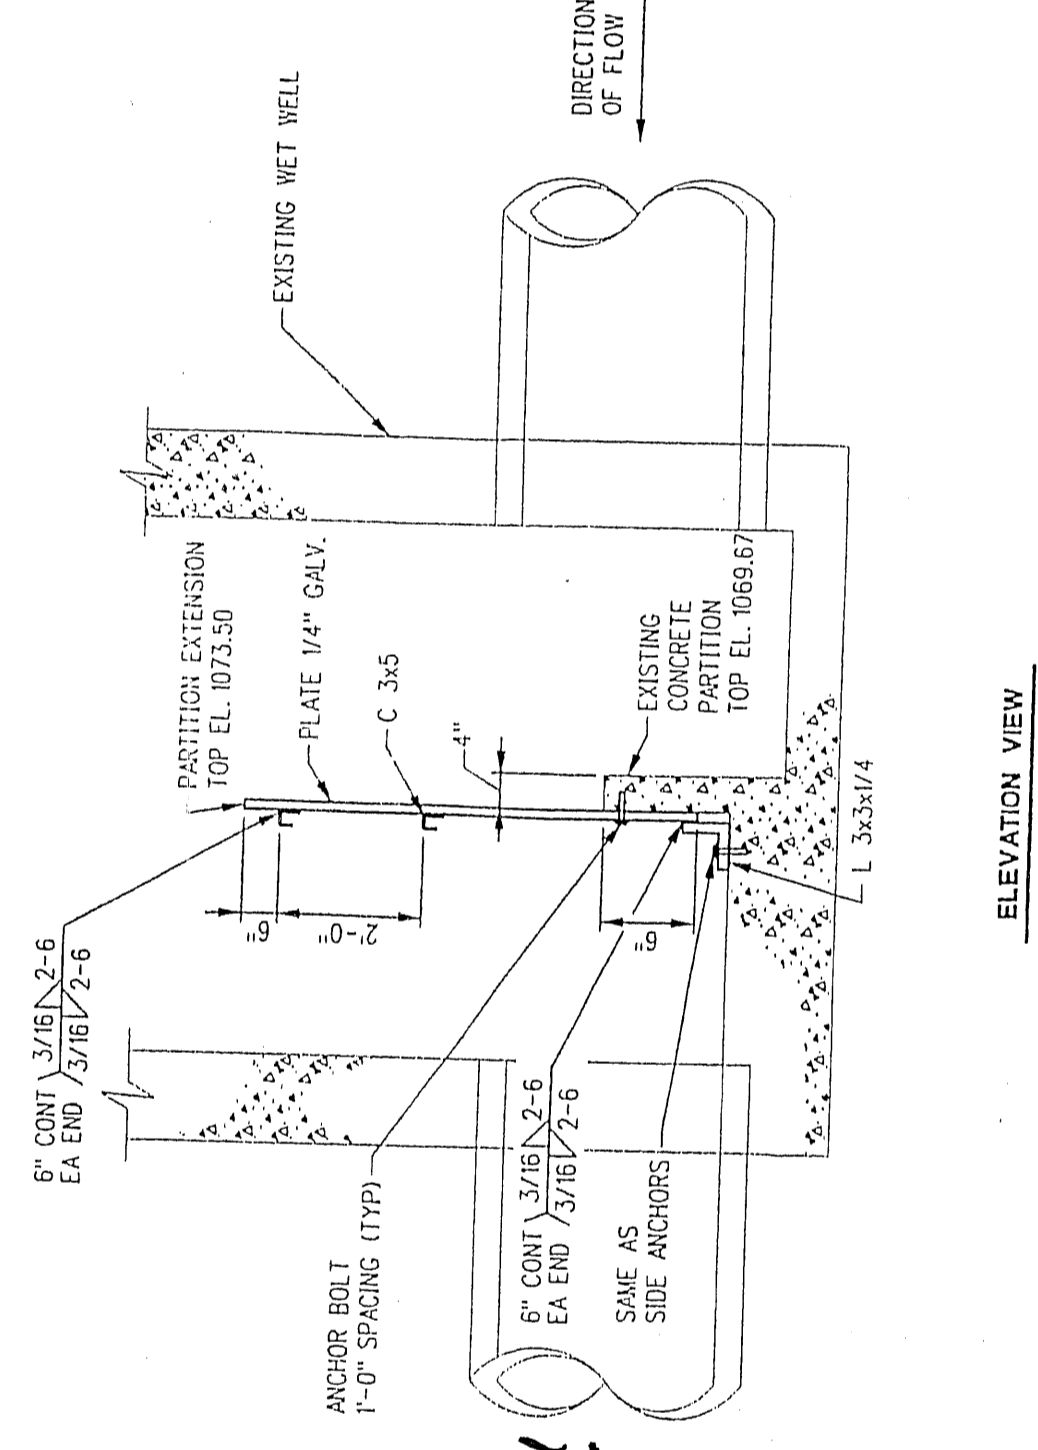 6" CONT 3/16 2-6
EA END 3/16 2-6
PARTITION EXTENSION
TOP EL. 1073.50
PLATE 1/4" GALV.
C 3x5
EXISTING WET WELL
DIRECTION
OF FLOW
6"
2'-0"
4"
EXISTING
CONCRETE
PARTITION
TOP EL. 1069.67
6"
ANCHOR BOLT
1'-0" SPACING (TYP)
6" CONT 3/16 2-6
EA END 3/16 2-6
SAME AS
SIDE ANCHORS
L 3x3x1/4
ELEVATION VIEW